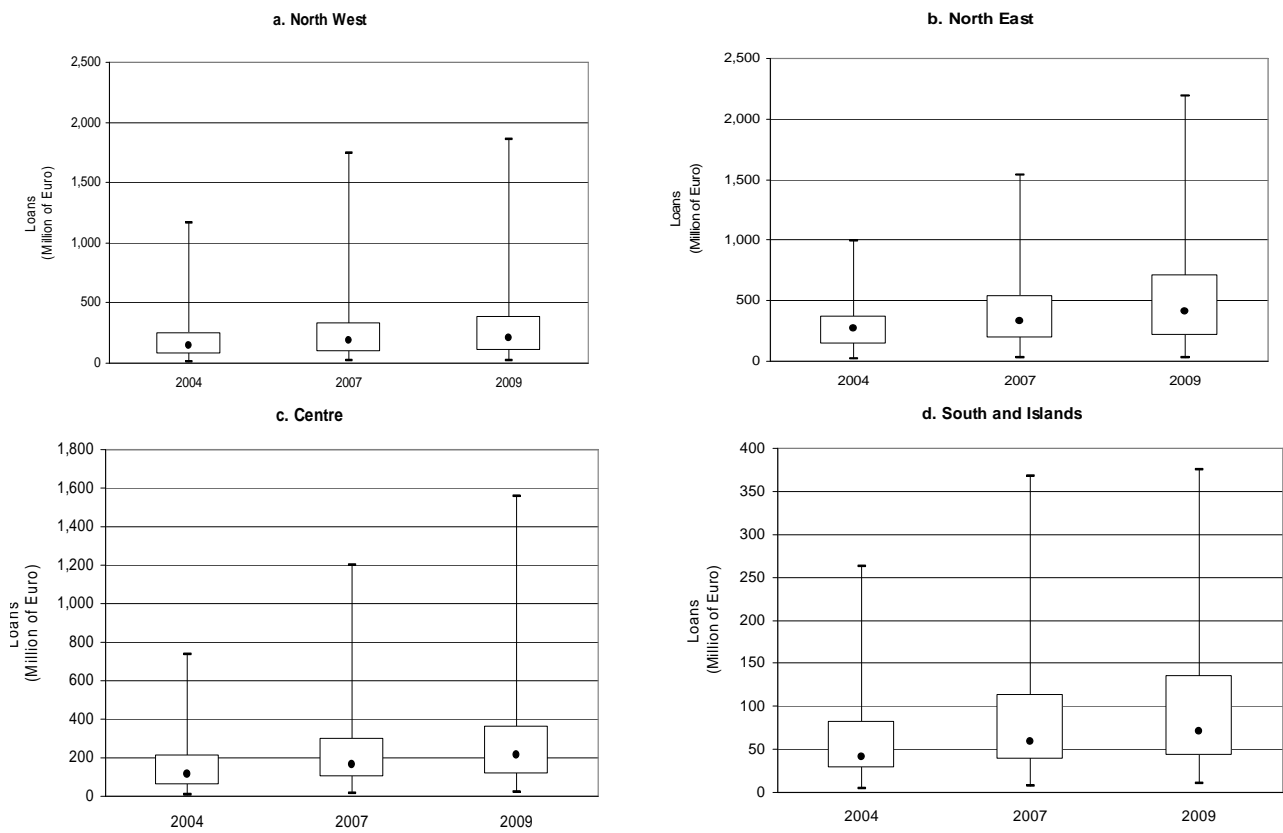 a. North West
Loans
(Million of Euro)
2,500
2,000
1,500
1,000
500
0
2004 2007 2009
b. North East
Loans
(Million of Euro)
2,500
2,000
1,500
1,000
500
0
2004 2007 2009
c. Centre
Loans
(Million of Euro)
1,800
1,600
1,400
1,200
1,000
800
600
400
200
0
2004 2007 2009
d. South and Islands
Loans
(Million of Euro)
400
350
300
250
200
150
100
50
0
2004 2007 2009